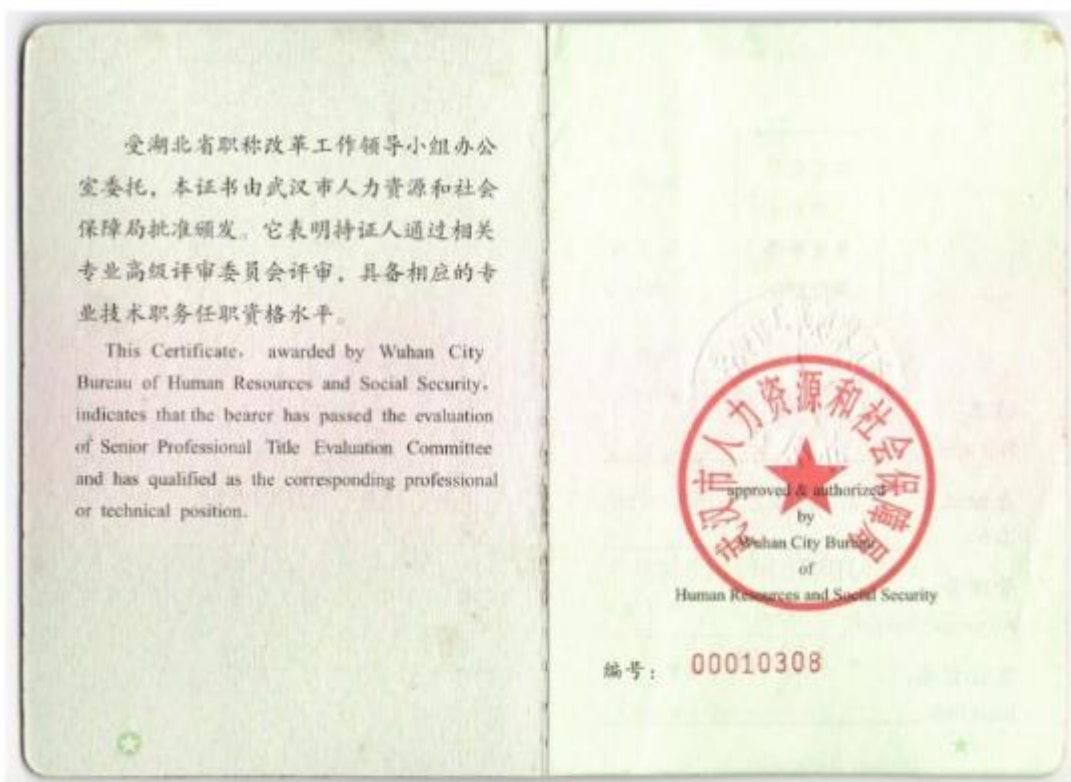 受湖北省职称改革工作领导小组办公
室委托，本证书由武汉市人力资源和社会
保障局批准颁发。它表明持证人通过相关
专业高级评审委员会评审，具备相应的专
业技术职务任职资格水平。
This Certificate, awarded by Wuhan City
Bureau of Human Resources and Social Security,
indicates that the bearer has passed the evaluation
of Senior Professional Title Evaluation Committee
and has qualified as the corresponding professional
or technical position.
武汉市人力资源和社会保障局
approved & authorized
by
Wuhan City Bureau
of
Human Resources and Social Security
编号： 00010308